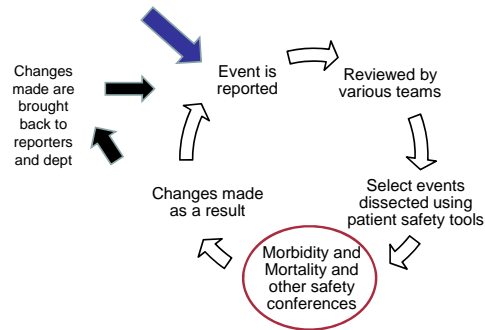 Event is
reported
Reviewed by
various teams
Select events
dissected using
patient safety tools
Morbidity and
Mortality and
other safety
conferences
Changes made
as a result
Changes
made are
brought
back to
reporters
and dept